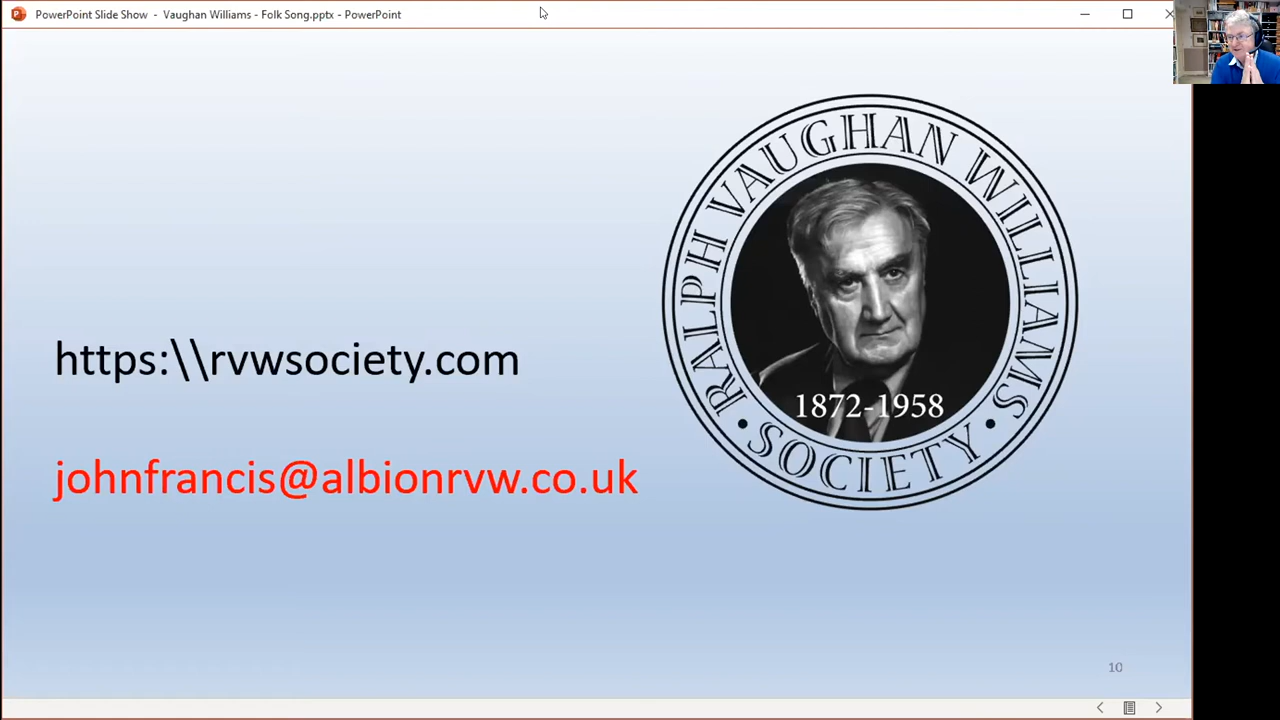 PowerPoint Slide Show - Vaughan Williams - Folk Song.pptx - PowerPoint
RALPH VAUGHAN WILLIAMS
1872-1958
SOCIETY
https:\\rvwsociety.com
johnfrancis@albionrvw.co.uk
10